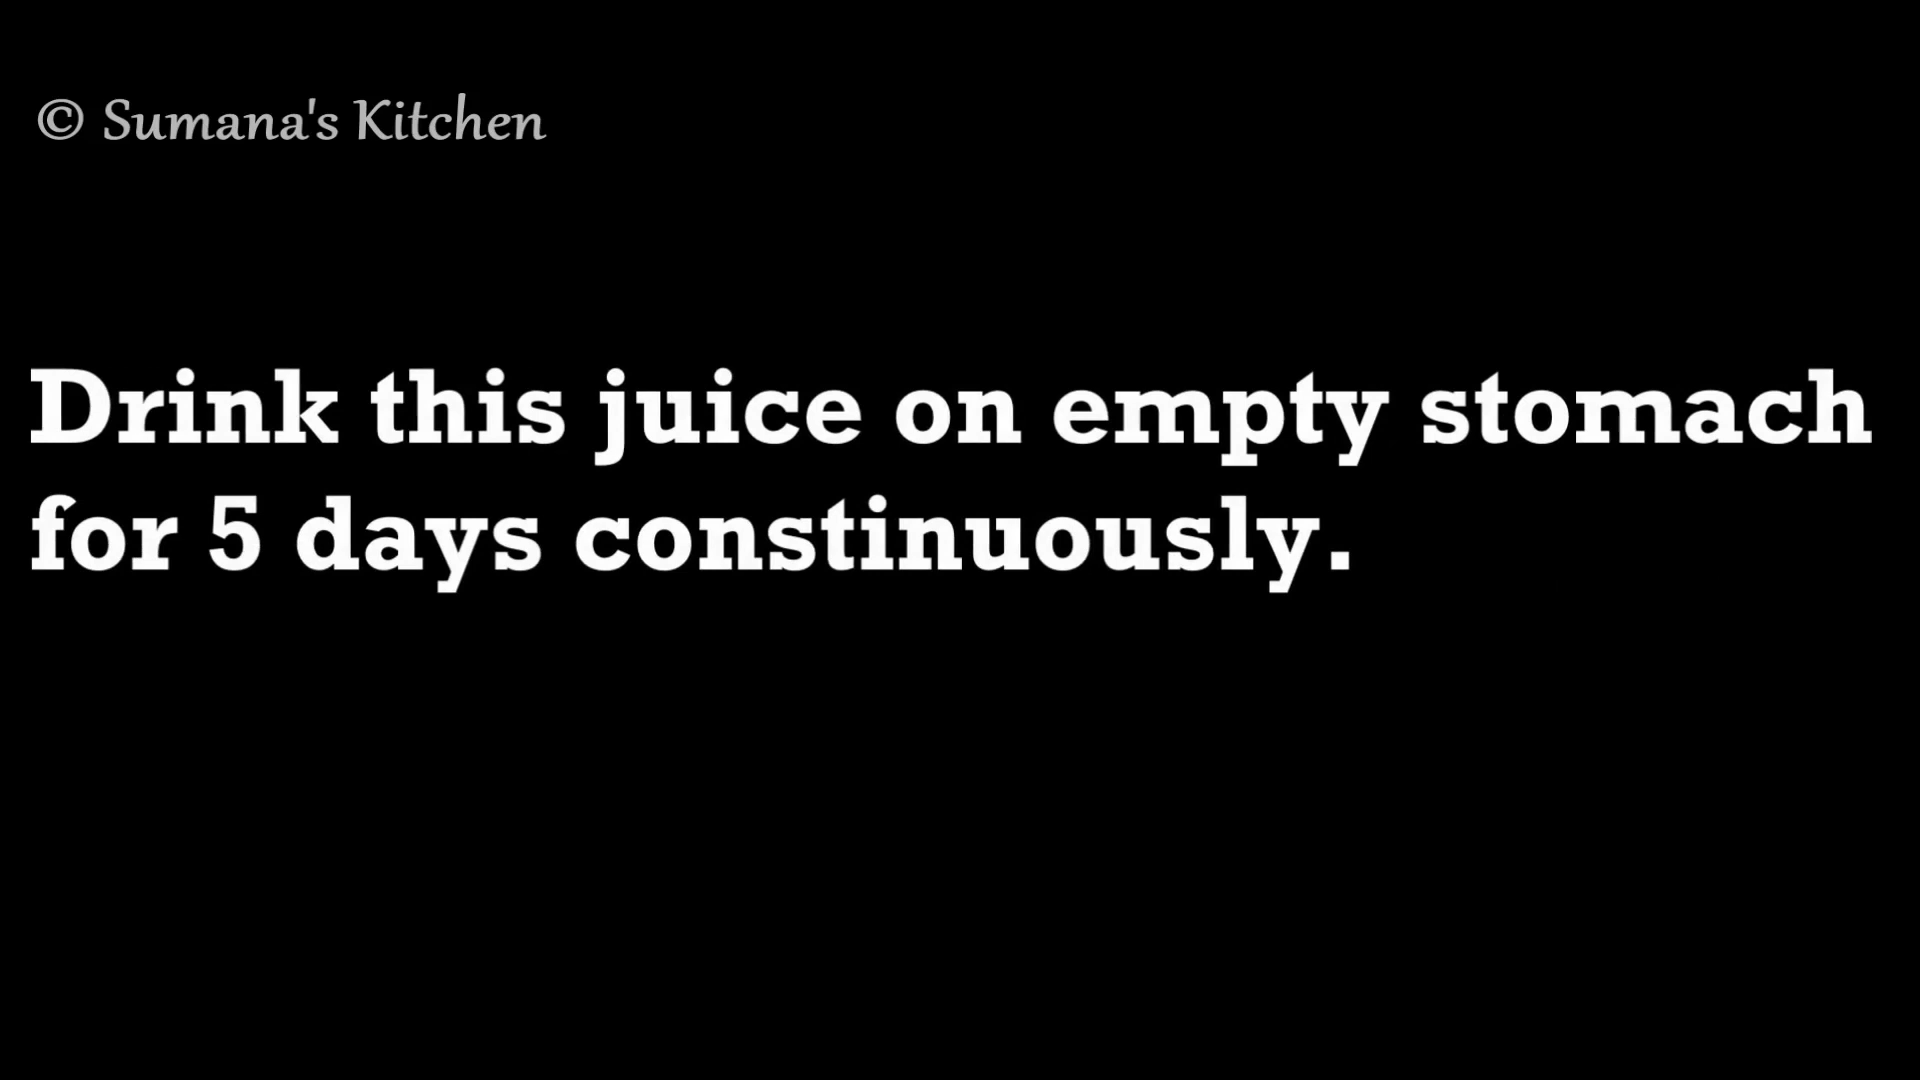 © Sumana's Kitchen
Drink this juice on empty stomach
for 5 days constinuously.